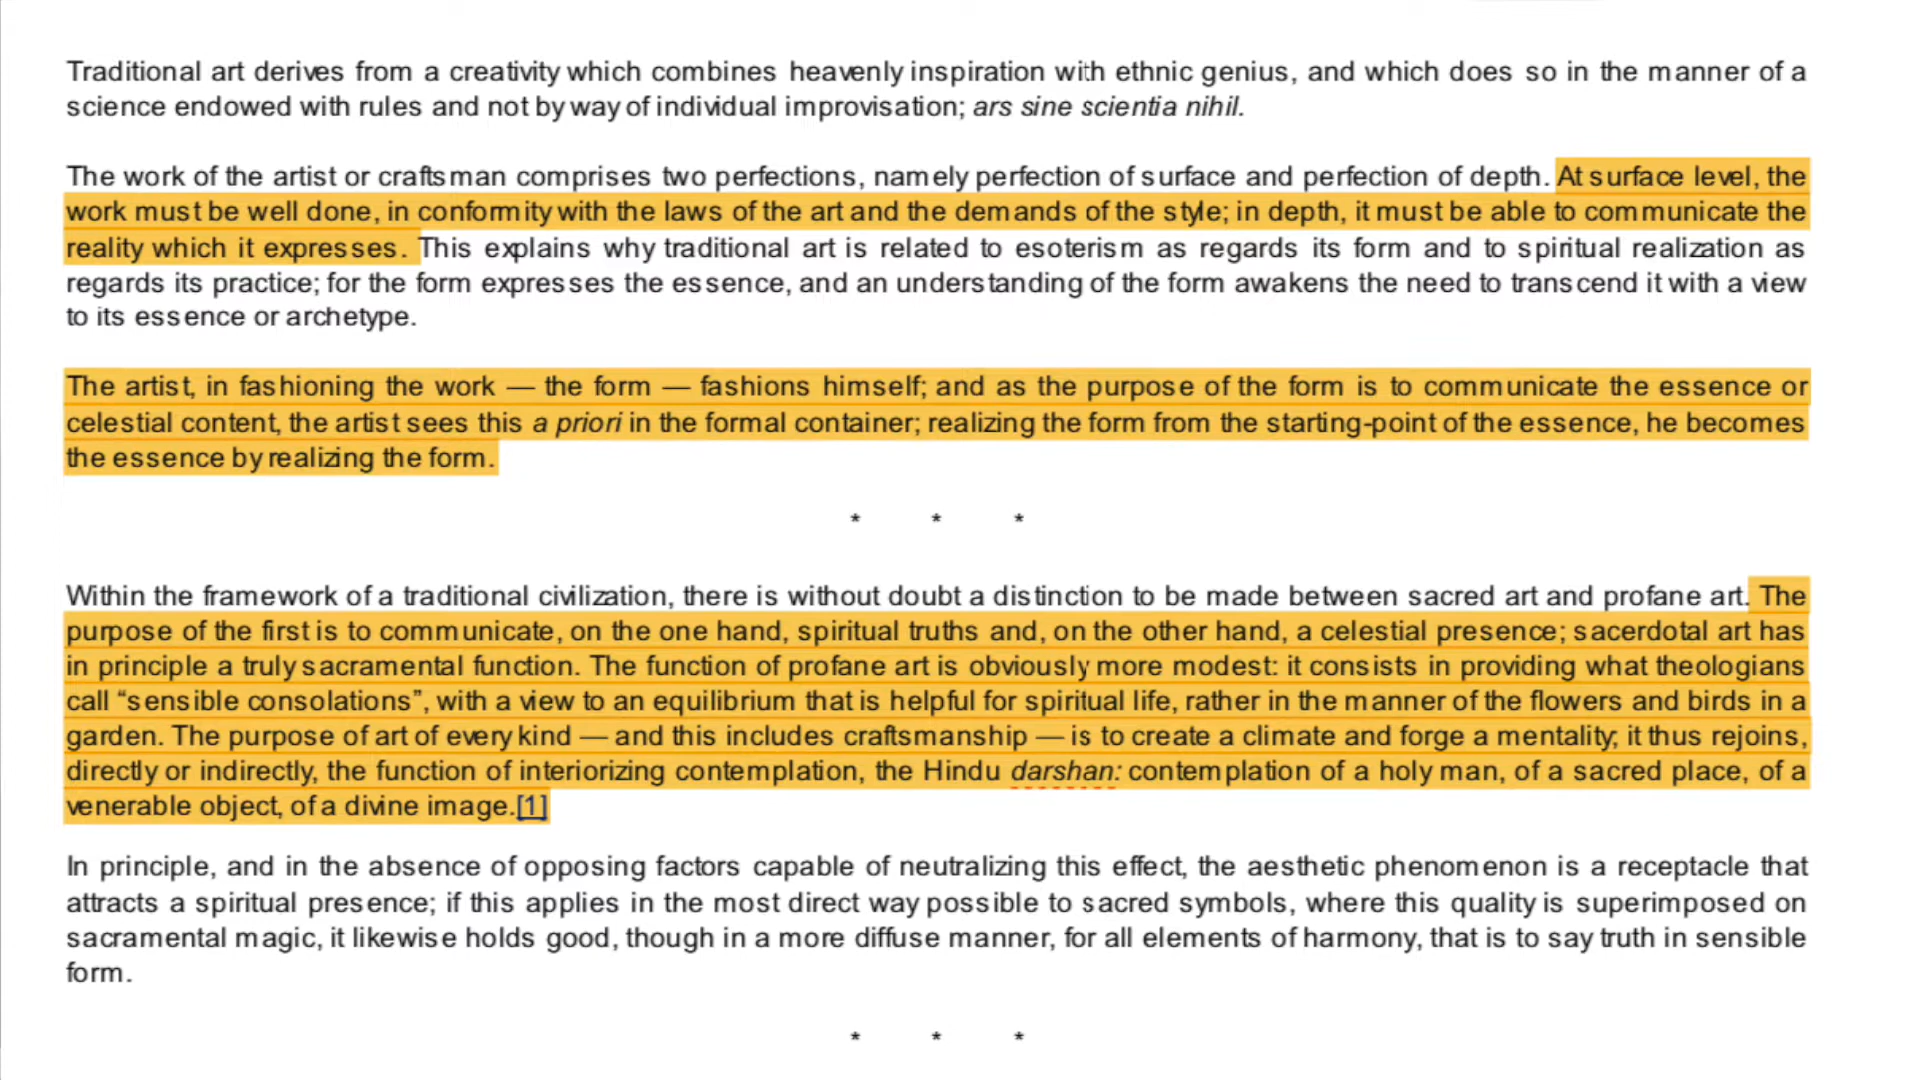 Traditional art derives from a creativity which combines heavenly inspiration with ethnic genius, and which does so in the manner of a
science endowed with rules and not by way of individual improvisation; ars sine scientia nihil.
The work of the artist or craftsman comprises two perfections, namely perfection of surface and perfection of depth. At surface level, the
work must be well done, in conformity with the laws of the art and the demands of the style; in depth, it must be able to communicate the
reality which it expresses. This explains why traditional art is related to esoterism as regards its form and to spiritual realization as
regards its practice; for the form expresses the essence, and an understanding of the form awakens the need to transcend it with a view
to its essence or archetype.
The artist, in fashioning the work — the form — fashions himself; and as the purpose of the form is to communicate the essence or
celestial content, the artist sees this a priori in the formal container; realizing the form from the starting-point of the essence, he becomes
the essence by realizing the form.
* * *
Within the framework of a traditional civilization, there is without doubt a distinction to be made between sacred art and profane art. The
purpose of the first is to communicate, on the one hand, spiritual truths and, on the other hand, a celestial presence; sacerdotal art has
in principle a truly sacramental function. The function of profane art is obviously more modest: it consists in providing what theologians
call “sensible consolations”, with a view to an equilibrium that is helpful for spiritual life, rather in the manner of the flowers and birds in a
garden. The purpose of art of every kind — and this includes craftsmanship — is to create a climate and forge a mentality; it thus rejoins,
directly or indirectly, the function of interiorizing contemplation, the Hindu darshan: contemplation of a holy man, of a sacred place, of a
venerable object, of a divine image.[1]
In principle, and in the absence of opposing factors capable of neutralizing this effect, the aesthetic phenomenon is a receptacle that
attracts a spiritual presence; if this applies in the most direct way possible to sacred symbols, where this quality is superimposed on
sacramental magic, it likewise holds good, though in a more diffuse manner, for all elements of harmony, that is to say truth in sensible
form.
* * *